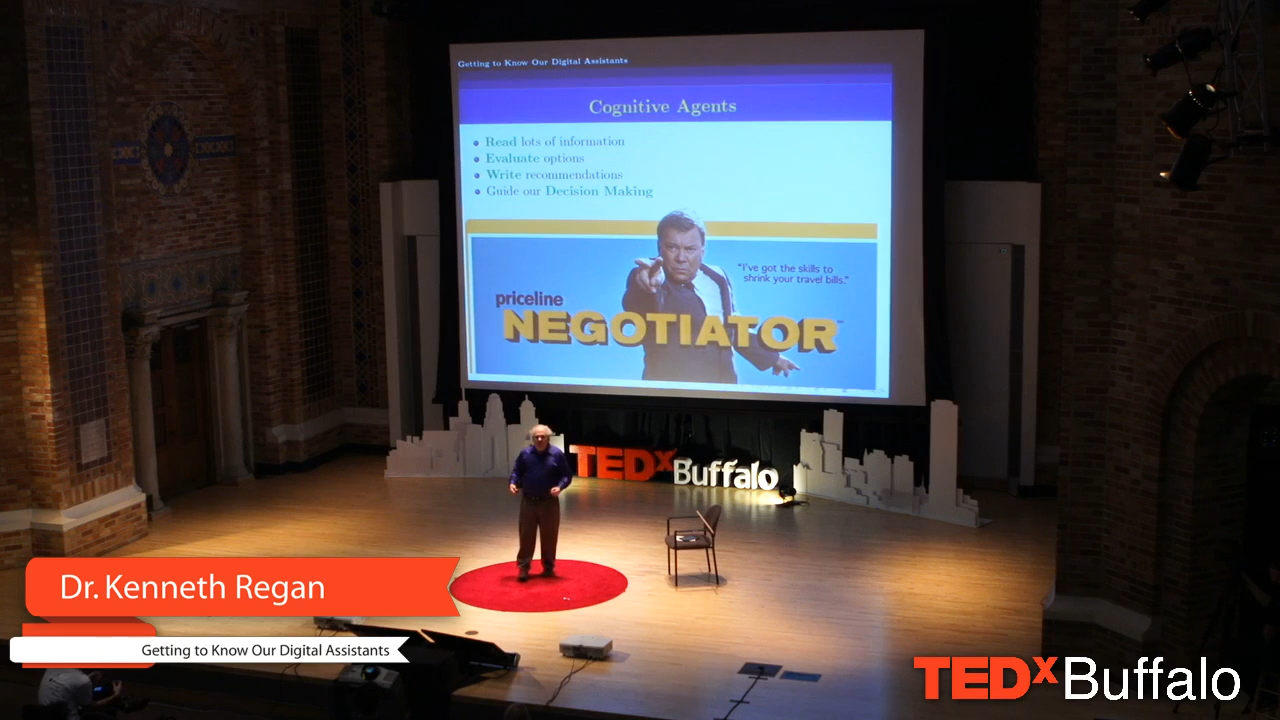 Getting to Know Our Digital Assistants
Cognitive Agents
Read lots of information
Evaluate options
Write recommendations
Guide our Decision Making
"I've got the skills to
shrink your travel bills."
priceline
NEGOTIATOR
TEDx Buffalo
Dr. Kenneth Regan
Getting to Know Our Digital Assistants
TEDxBuffalo